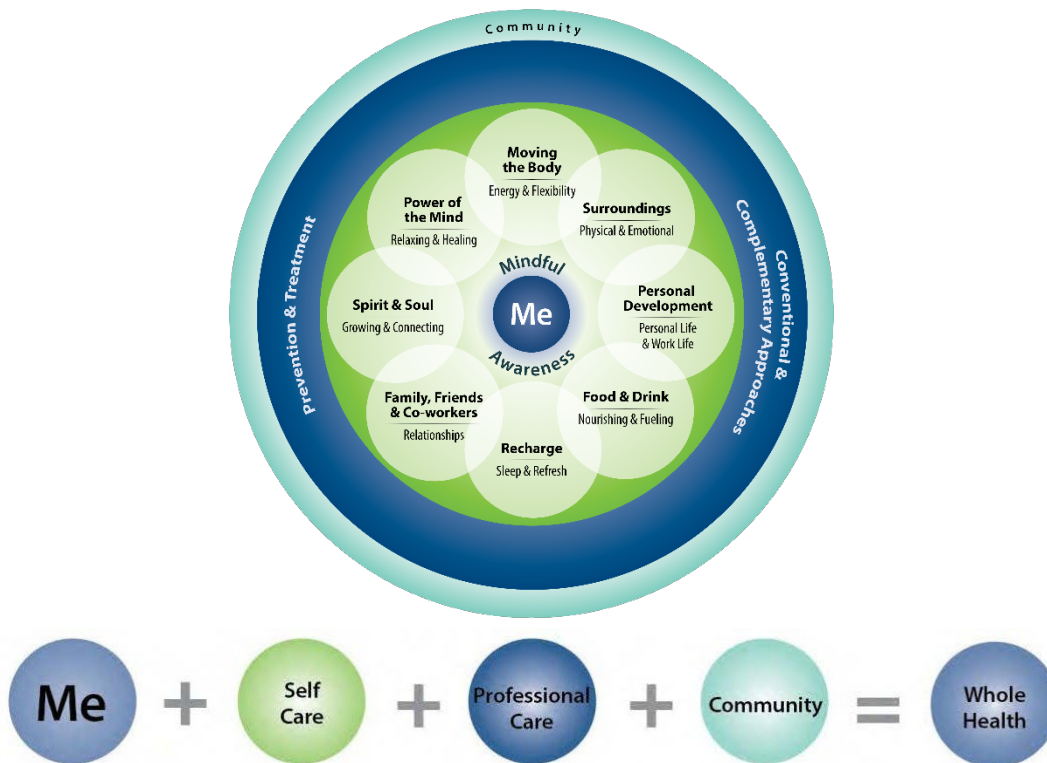 Community
Prevention & Treatment
Conventional &
Complementary Approaches
Moving
the Body
Energy & Flexibility
Surroundings
Physical & Emotional
Personal
Development
Personal Life
& Work Life
Food & Drink
Nourishing & Fueling
Recharge
Sleep & Refresh
Family, Friends
& Co-workers
Relationships
Spirit & Soul
Growing & Connecting
Power of
the Mind
Relaxing & Healing
Mindful
Me
Awareness
Me
+
Self
Care
+
Professional
Care
+
Community
=
Whole
Health